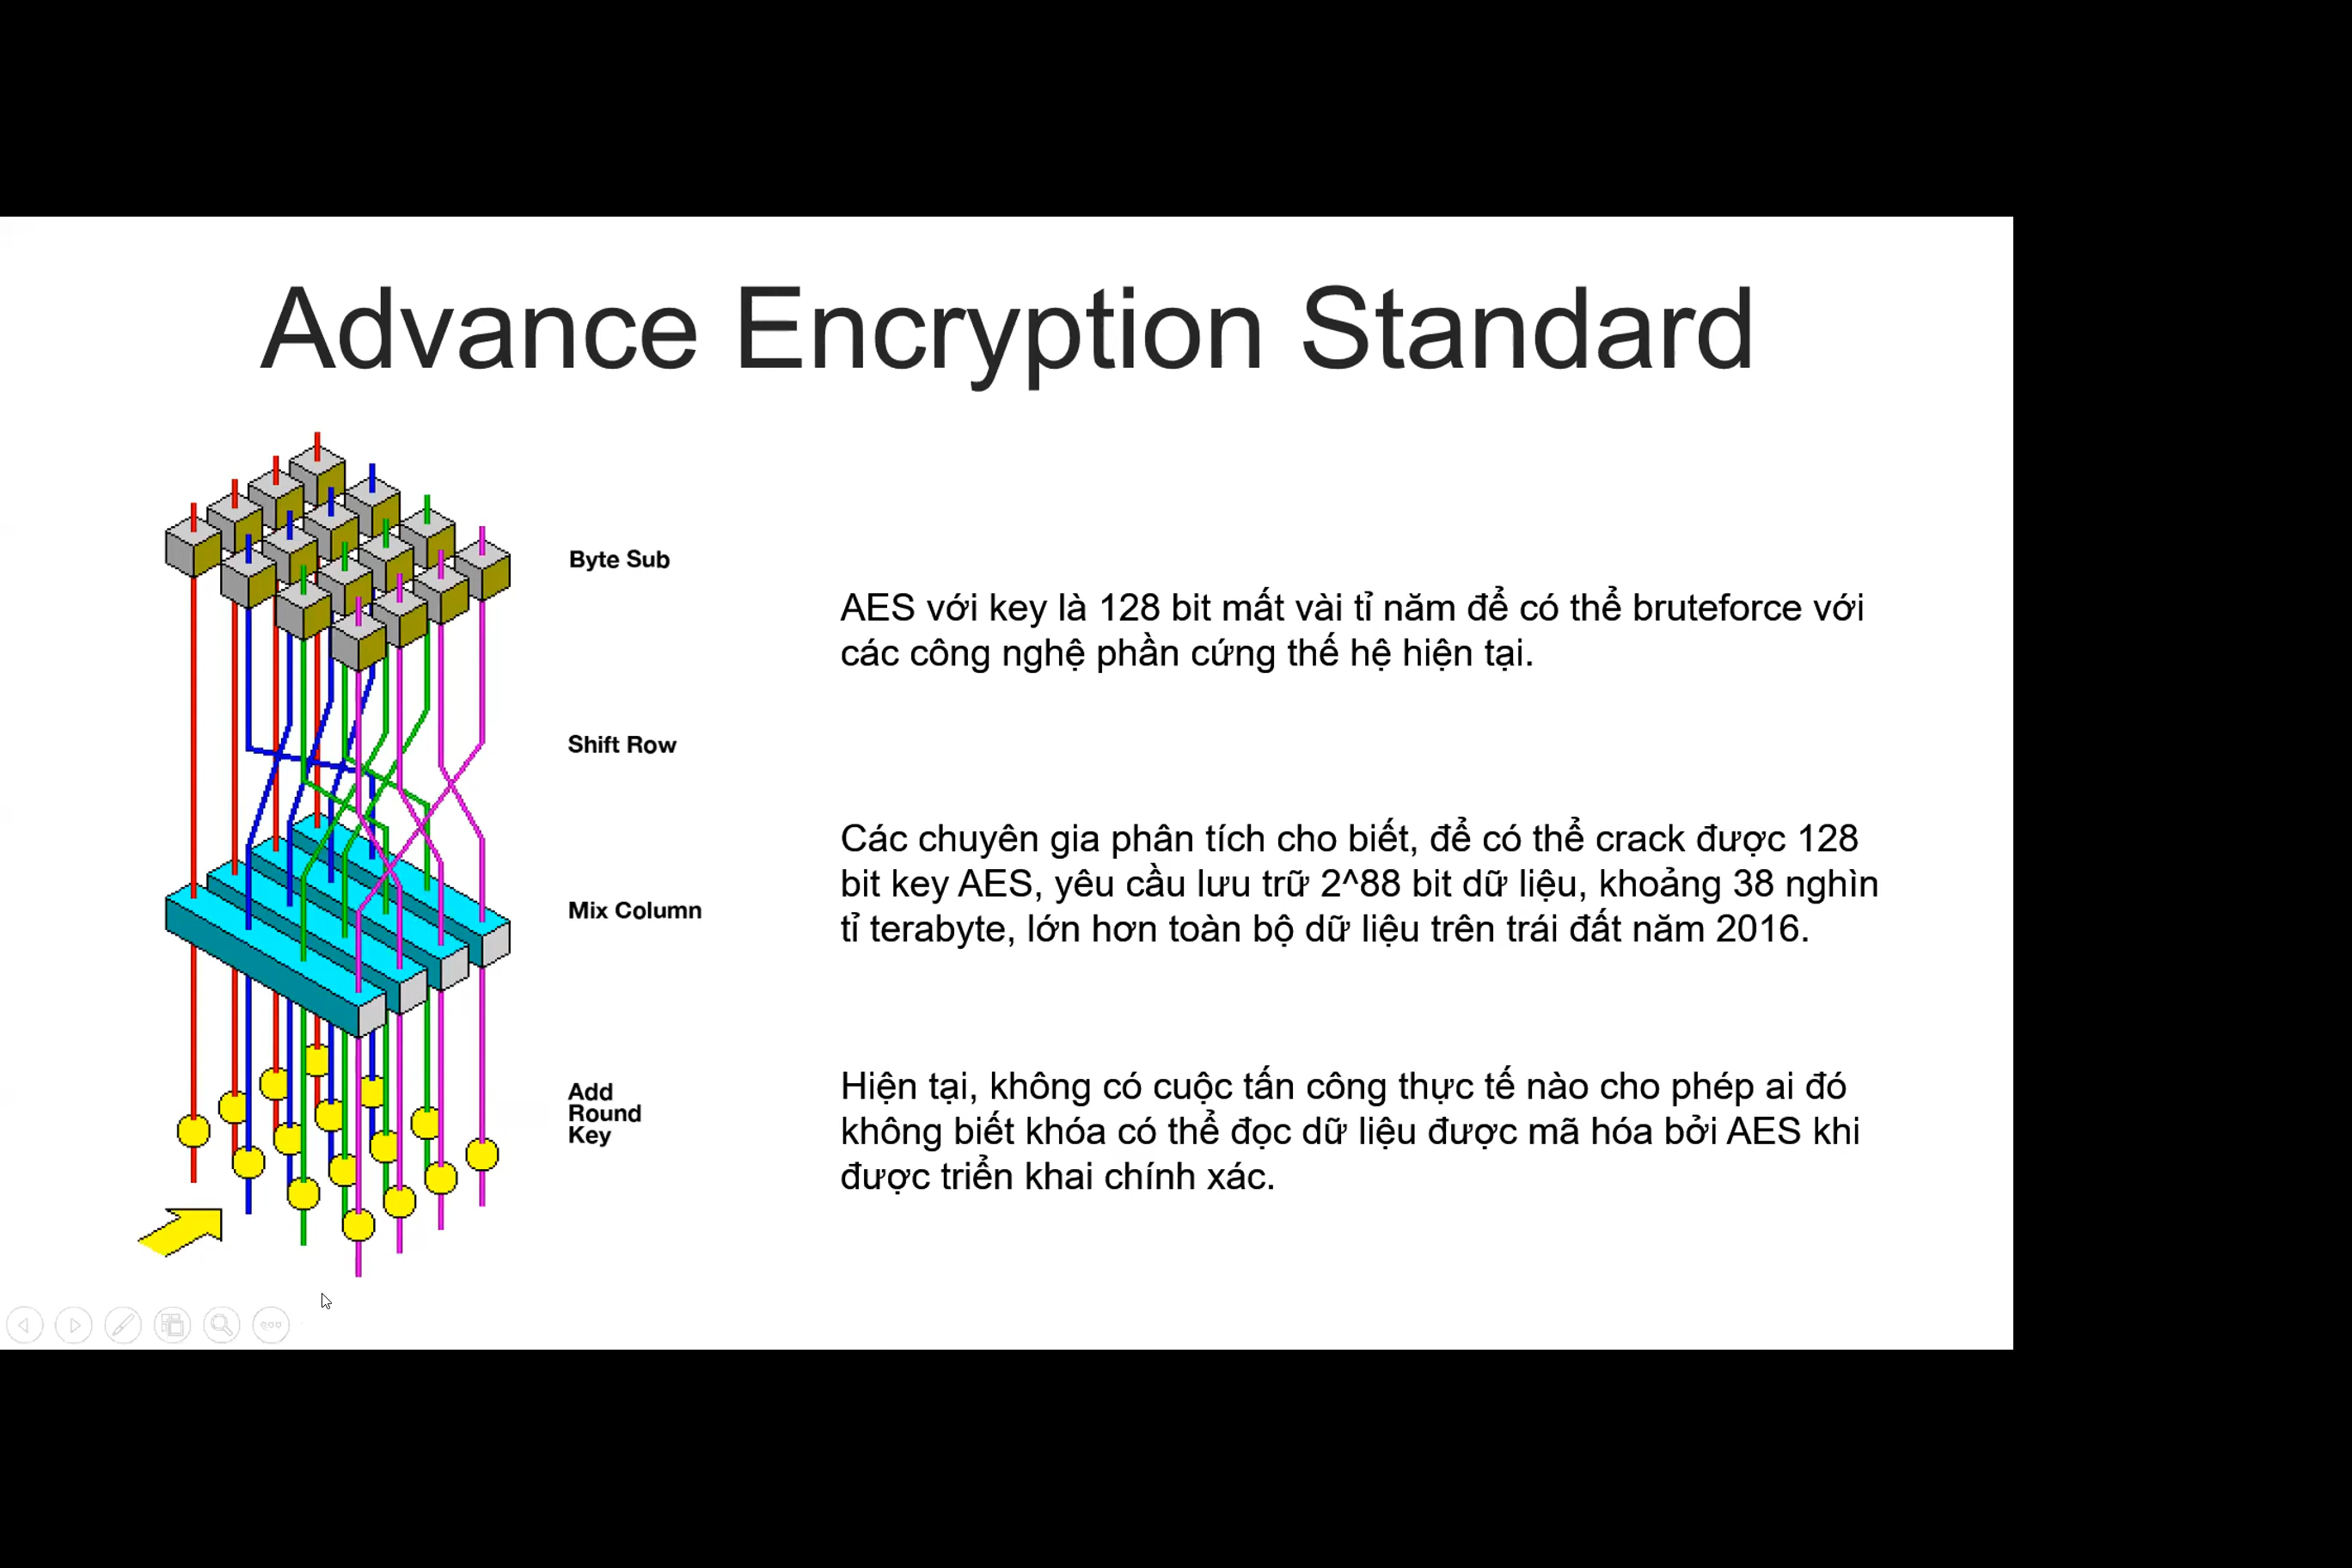 Advance Encryption Standard
Byte Sub
Shift Row
Mix Column
Add
Round
Key
AES với key là 128 bit mất vài tỉ năm để có thể bruteforce với
các công nghệ phần cứng thế hệ hiện tại.
Các chuyên gia phân tích cho biết, để có thể crack được 128
bit key AES, yêu cầu lưu trữ 2^88 bit dữ liệu, khoảng 38 nghìn
tỉ terabyte, lớn hơn toàn bộ dữ liệu trên trái đất năm 2016.
Hiện tại, không có cuộc tấn công thực tế nào cho phép ai đó
không biết khóa có thể đọc dữ liệu được mã hóa bởi AES khi
được triển khai chính xác.